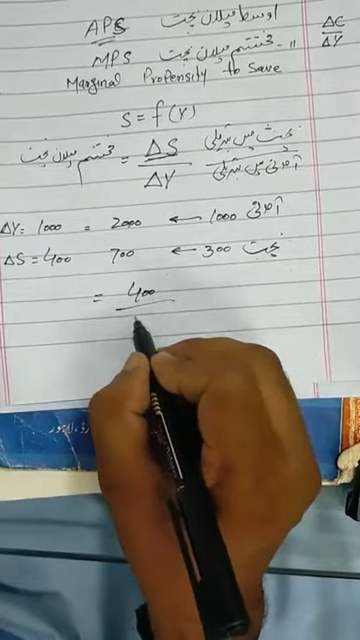 APS اوسط میلان بچت
MPS مختتم میلان بچت " - ΔC/ΔY
Marginal Propensity to Save
S = f(Y)
مختتم میلان بچت = ΔS/ΔY بچت میں تبدیلی/آمدنی میں تبدیلی
ΔY = 1000 = 2000 ← 1000 آمدنی
ΔS = 400 700 ← 300 بچت
= 400
لاہور